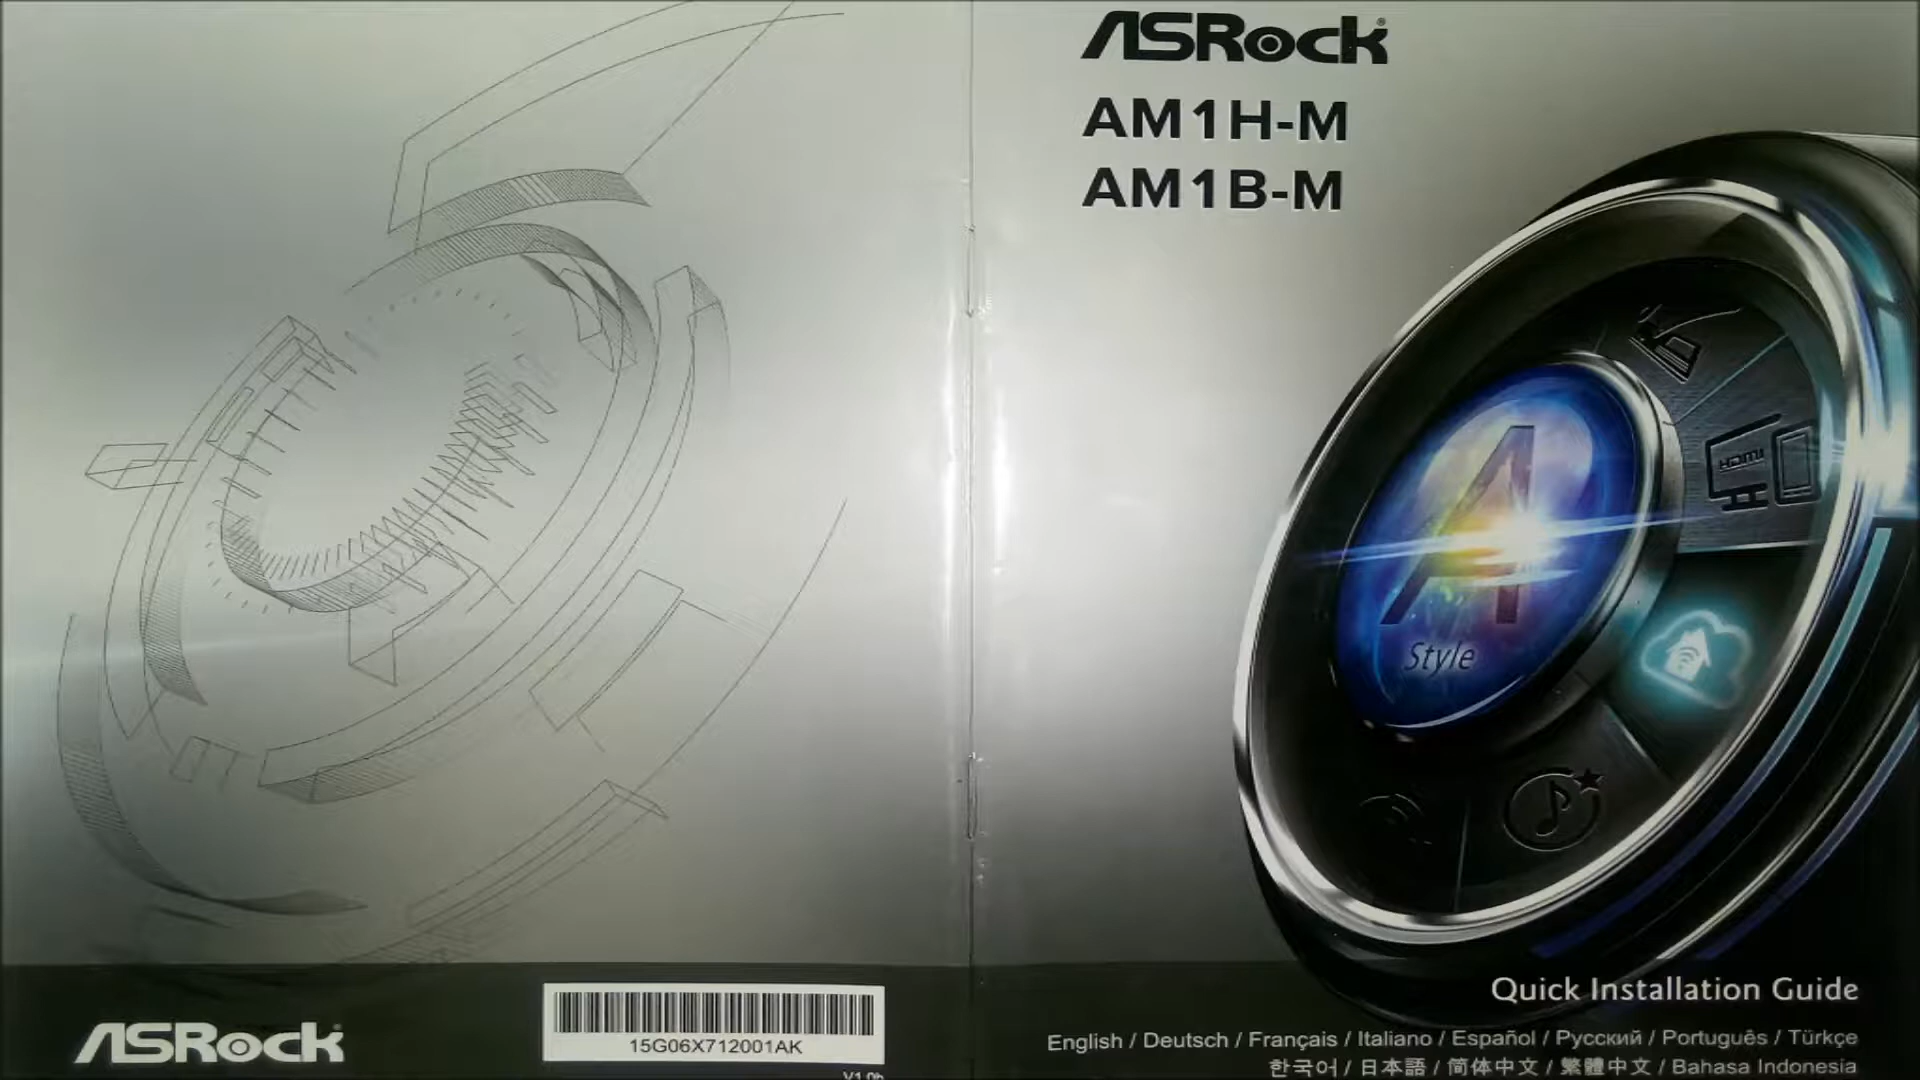 ASRock
AM1H-M
AM1B-M
HDMI
A
Style
Quick Installation Guide
English / Deutsch / Français / Italiano / Español / Русский / Português / Türkçe
한국어 / 日本語 / 简体中文 / 繁體中文 / Bahasa Indonesia
ASRock
15G06X712001AK